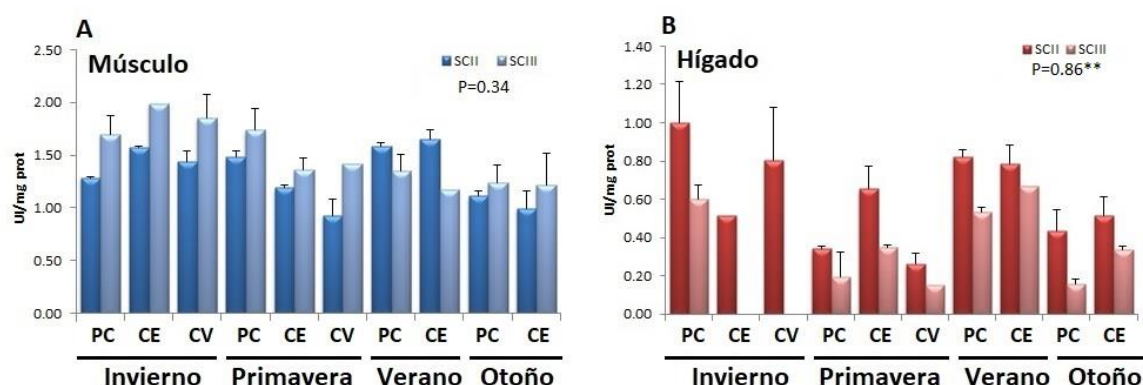 A
Músculo
SCII SCIII
P=0.34
UI/mg prot
2.50
2.00
1.50
1.00
0.50
0.00
PC CE CV PC CE CV PC CE PC CE
Invierno Primavera Verano Otoño
B
Hígado
SCII SCIII
P=0.86**
UI/mg prot
1.40
1.20
1.00
0.80
0.60
0.40
0.20
0.00
PC CE CV PC CE CV PC CE PC CE
Invierno Primavera Verano Otoño